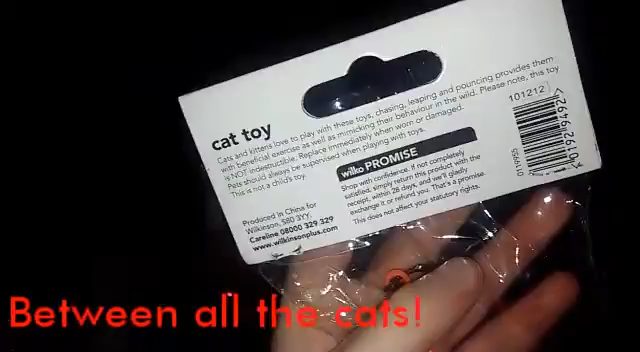 cat toy
Cats and kittens love to play with these toys, chasing, leaping and pouncing provides them
with beneficial exercise as well as mimicking their behaviour in the wild. Please note, this toy
is NOT indestructible. Replace immediately when worn or damaged.
Pets should always be supervised when playing with toys.
This is not a child's toy.
wilko PROMISE
Shop with confidence. If not completely
satisfied, simply return this product with the
receipt, within 28 days, and we'll gladly
exchange it or refund you. That's a promise.
This does not affect your statutory rights.
Produced in China for
Wilkinson, S80 3YY.
Careline 08000 329 329
www.wilkinsonplus.com
101212
Between all the cats!